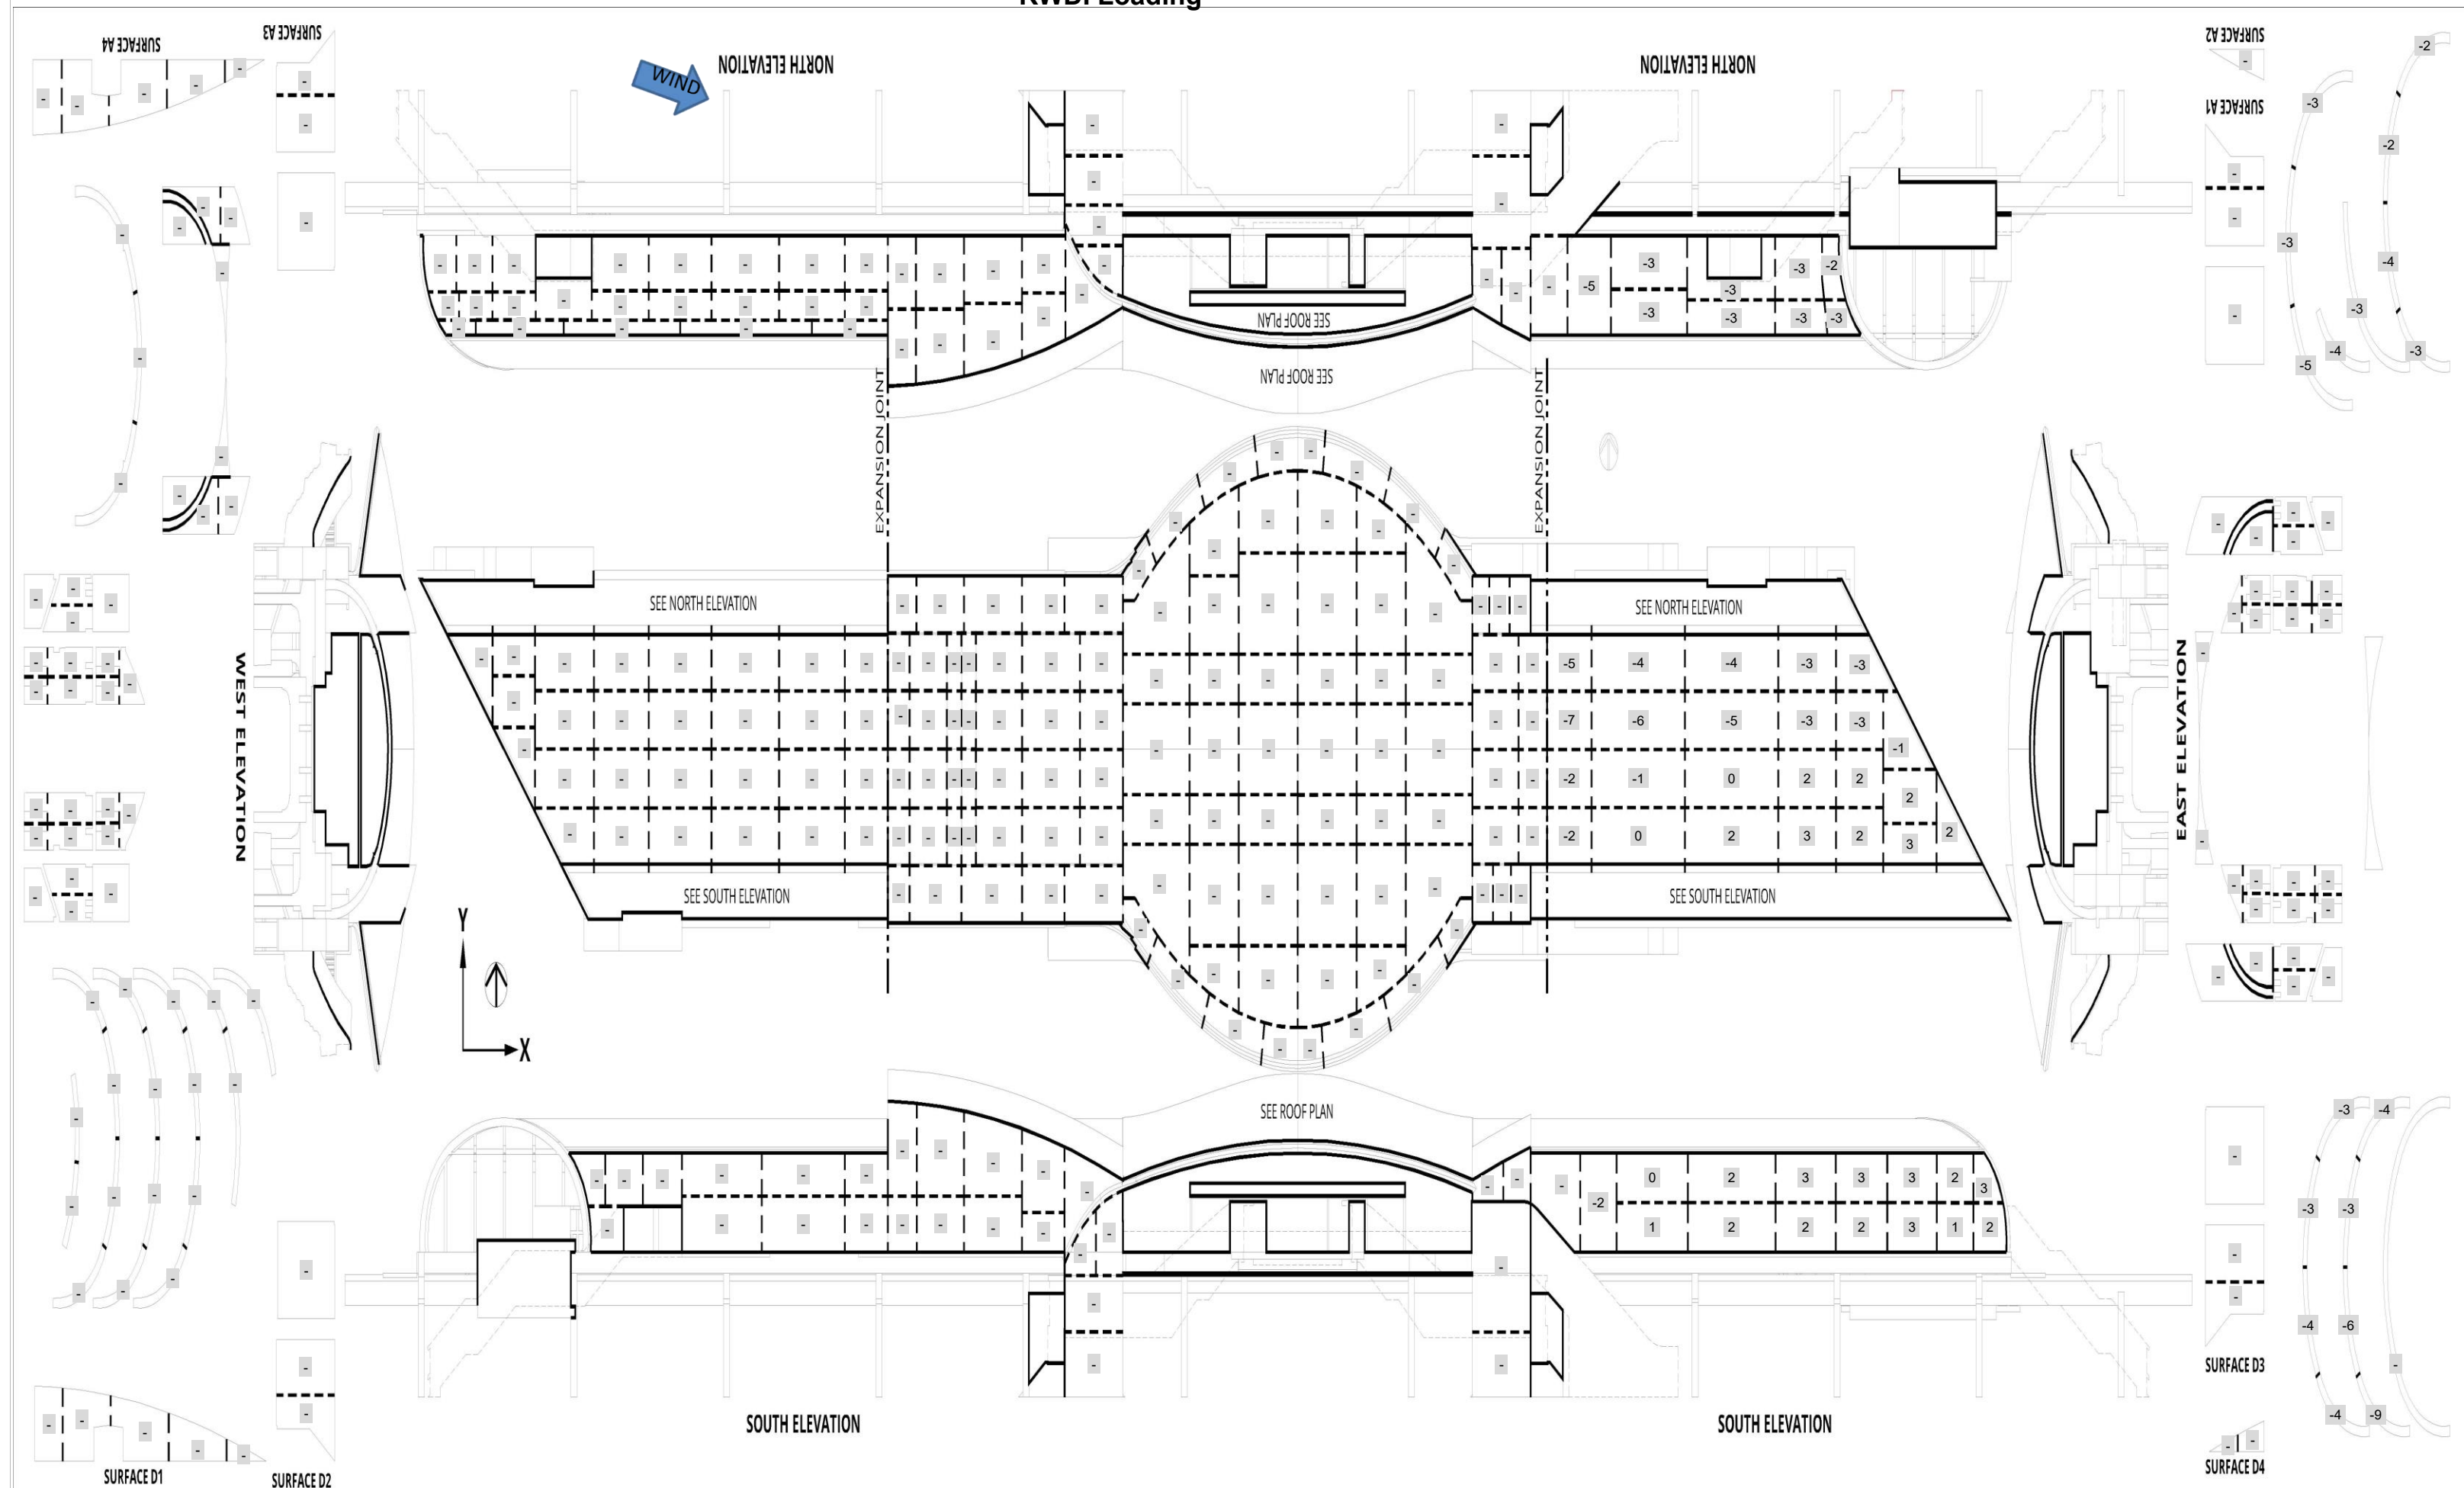 RWDI Loading
SURFACE A4
SURFACE A3
NORTH ELEVATION
WIND
NORTH ELEVATION
SURFACE A2
SURFACE A1
-2
-3
-2
-3
-4
-3
-4
-3
-5
-5 -3 -3 -3 -2
-3 -3 -3 -3
SEE ROOF PLAN
SEE ROOF PLAN
EXPANSION JOINT
EXPANSION JOINT
WEST ELEVATION
SEE NORTH ELEVATION
SEE NORTH ELEVATION
EAST ELEVATION
-5 -4 -4 -3 -3
-7 -6 -5 -3 -3
-1
-2 -1 0 2 2
2
-2 0 2 3 2 3 2
SEE SOUTH ELEVATION
SEE SOUTH ELEVATION
Y
X
SEE ROOF PLAN
-2
0 2 3 3 3 2 3
1 2 2 2 3 1 2
-3 -4
-3 -3
-4 -6
-4 -9
SOUTH ELEVATION
SOUTH ELEVATION
SURFACE D1
SURFACE D2
SURFACE D3
SURFACE D4